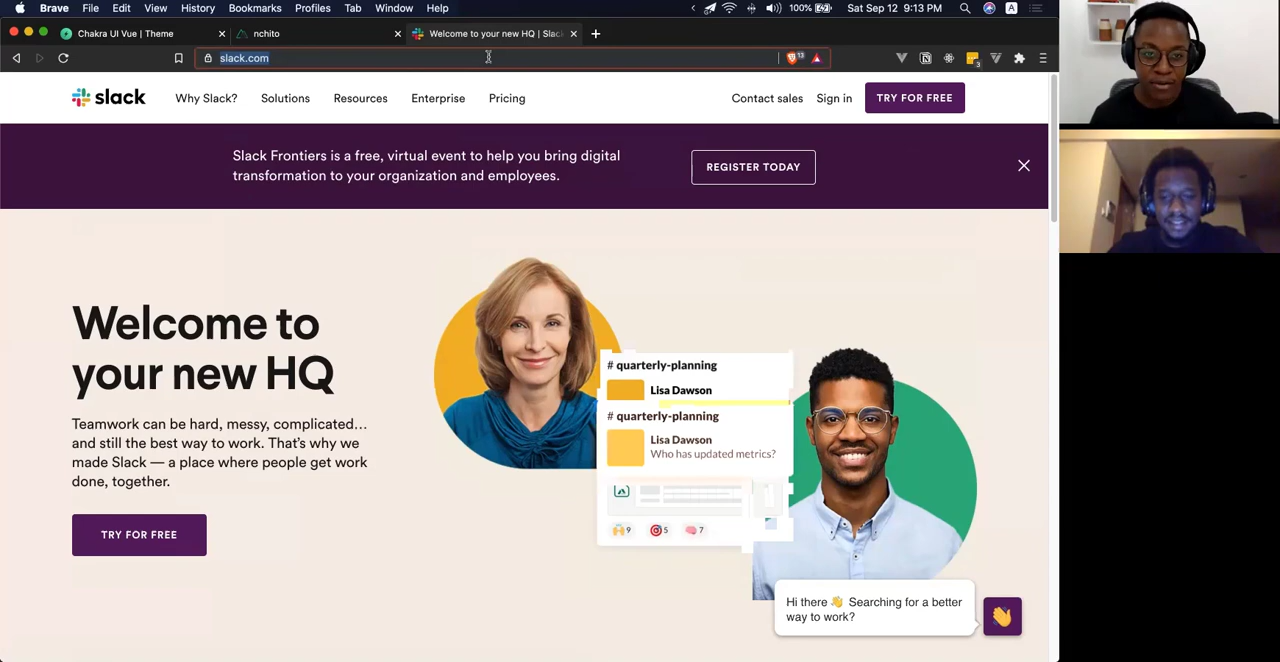 Brave File Edit View History Bookmarks Profiles Tab Window Help 100% Sat Sep 12 9:13 PM A
Chakra UI Vue | Theme
nchito
Welcome to your new HQ | Slac
slack.com
13
3
slack Why Slack? Solutions Resources Enterprise Pricing Contact sales Sign in TRY FOR FREE
Slack Frontiers is a free, virtual event to help you bring digital
transformation to your organization and employees.
REGISTER TODAY
Welcome to
your new HQ
Teamwork can be hard, messy, complicated…
and still the best way to work. That's why we
made Slack — a place where people get work
done, together.
TRY FOR FREE
# quarterly-planning
Lisa Dawson
# quarterly-planning
Lisa Dawson
Who has updated metrics?
9 5 7
Hi there 👋 Searching for a better
way to work?